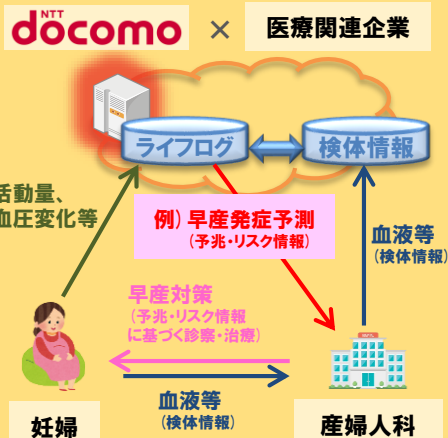 NTT
döcomo × 医療関連企業
ライフログ
検体情報
活動量、
血圧変化等
例) 早産発症予測
(予兆・リスク情報)
血液等
(検体情報)
早産対策
(予兆・リスク情報
に基づく診察・治療)
血液等
(検体情報)
妊婦
産婦人科